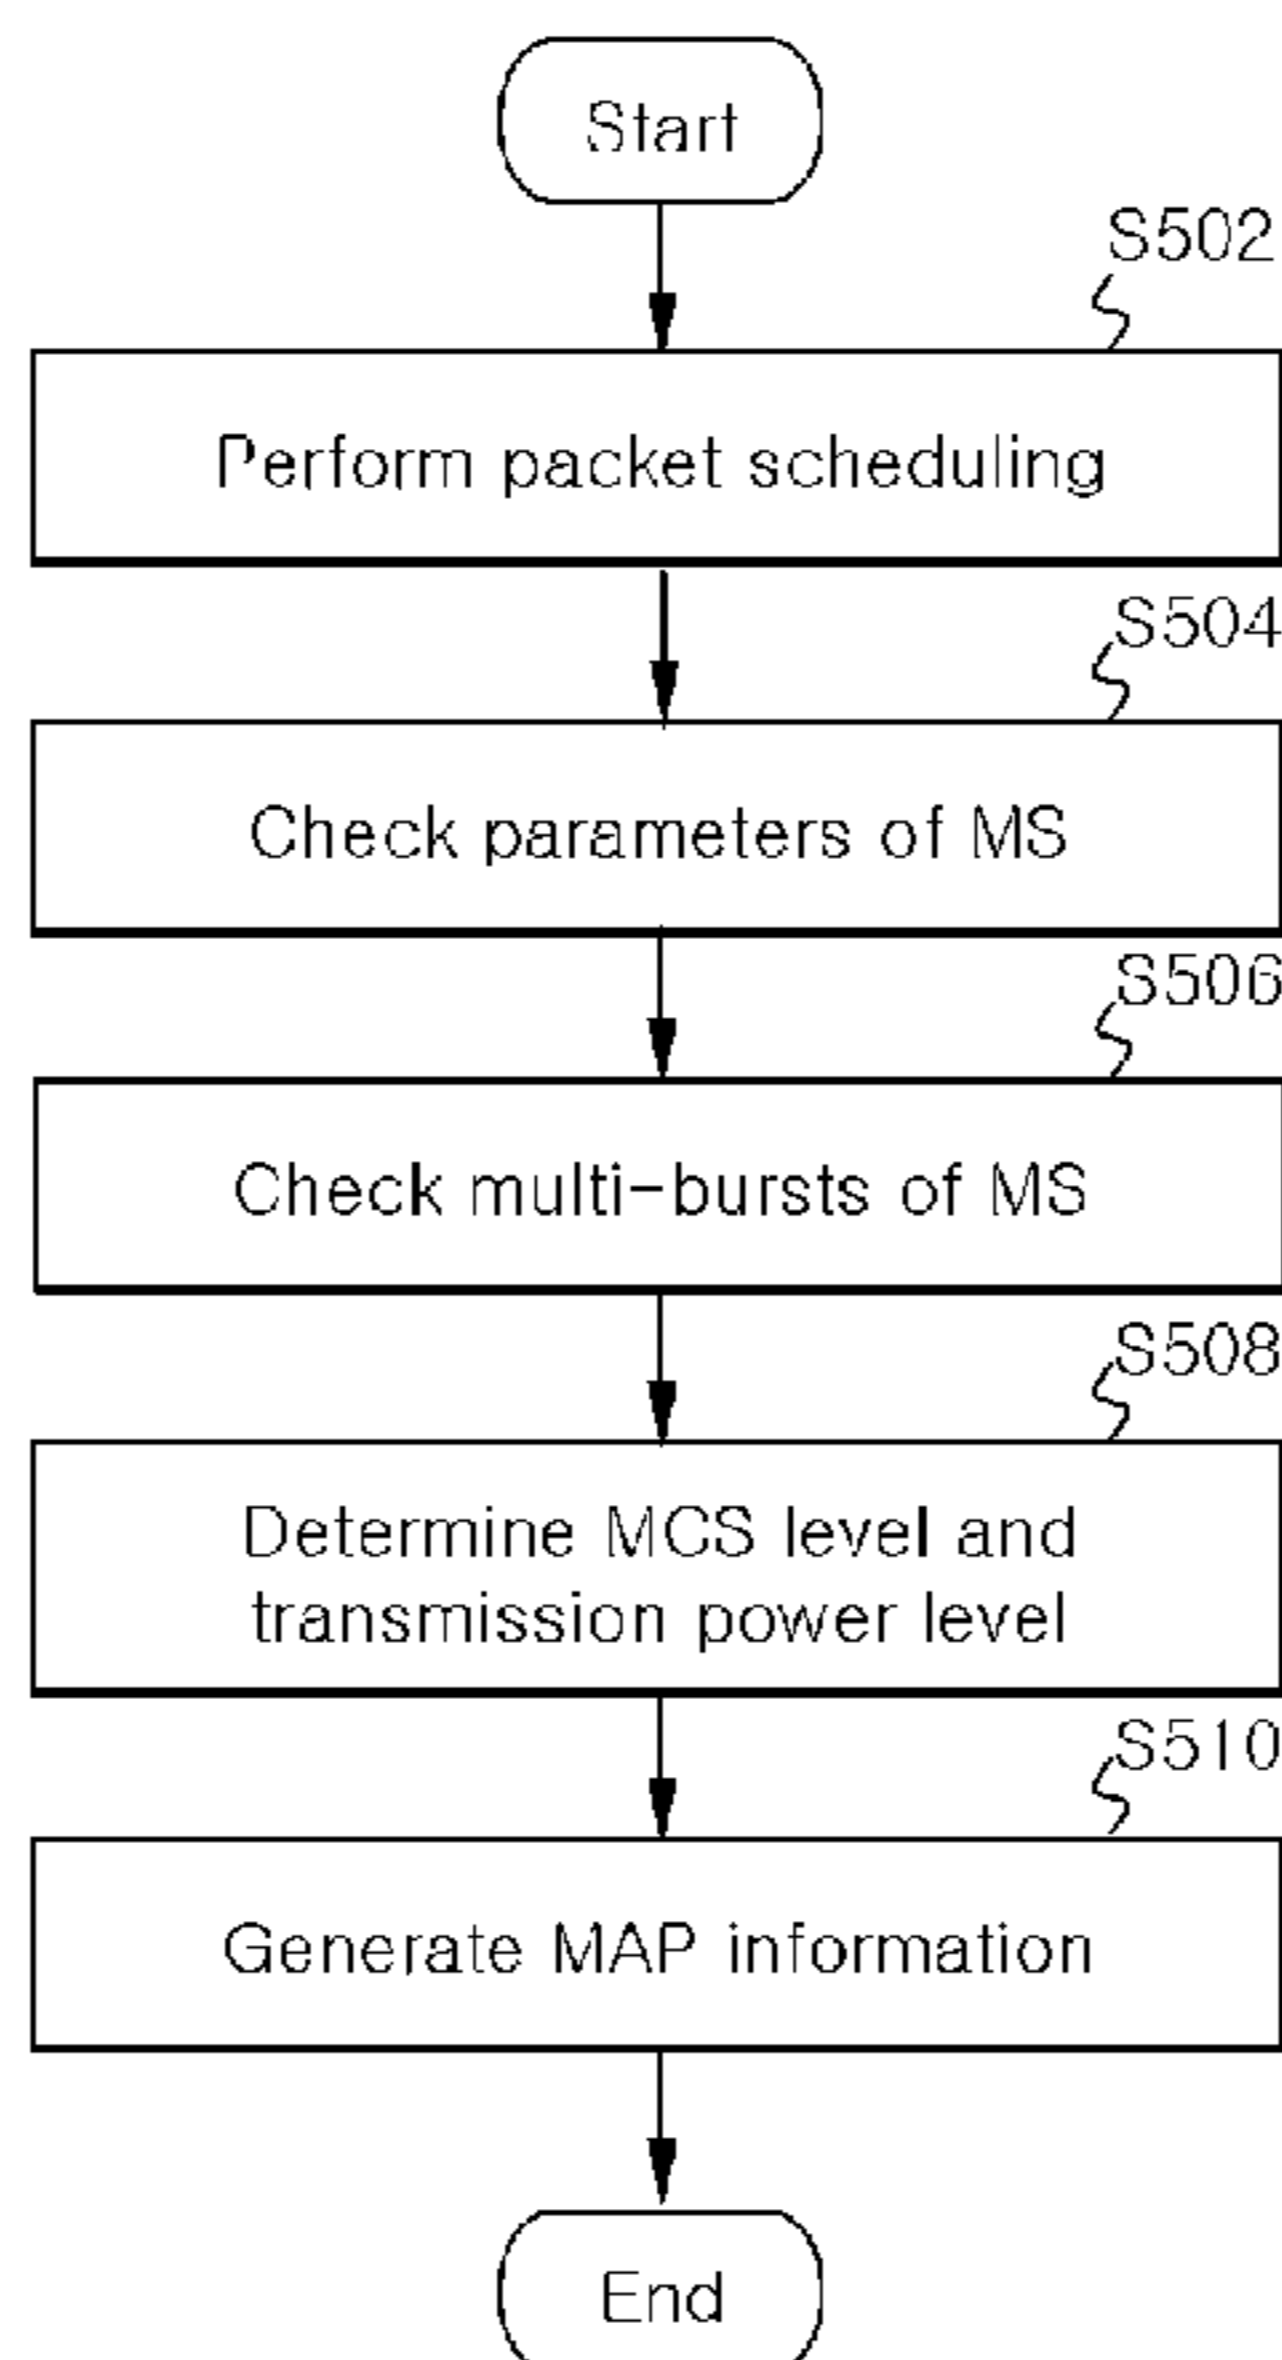 Start
S502
Perform packet scheduling
S504
Check parameters of MS
S506
Check multi-bursts of MS
S508
Determine MCS level and
transmission power level
S510
Generate MAP information
End